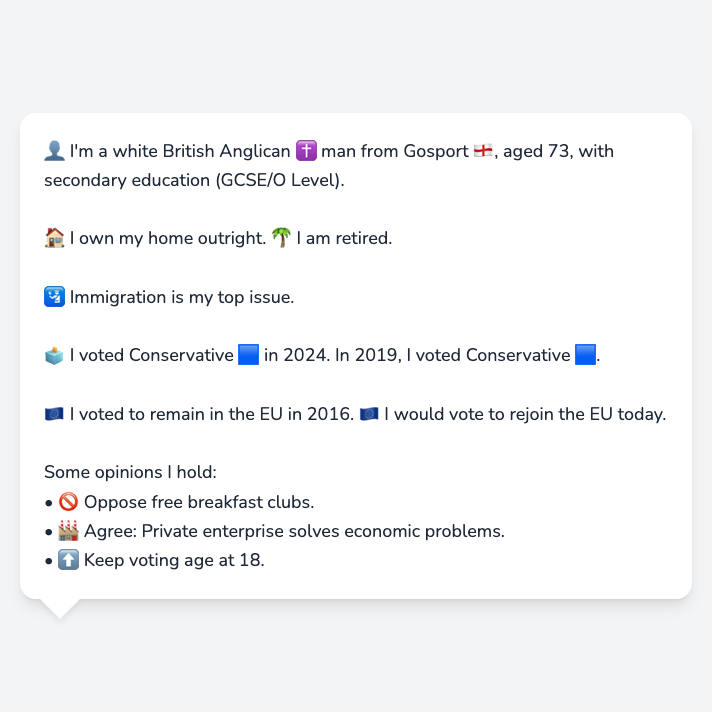 👤 I'm a white British Anglican ✝️ man from Gosport 🏴󠁧󠁢󠁥󠁮󠁧󠁿, aged 73, with
secondary education (GCSE/O Level).
🏠 I own my home outright. 🌴 I am retired.
🛂 Immigration is my top issue.
🗳️ I voted Conservative 🟦 in 2024. In 2019, I voted Conservative 🟦.
🇪🇺 I voted to remain in the EU in 2016. 🇪🇺 I would vote to rejoin the EU today.
Some opinions I hold:
• 🚫 Oppose free breakfast clubs.
• 🏭 Agree: Private enterprise solves economic problems.
• ⬆️ Keep voting age at 18.